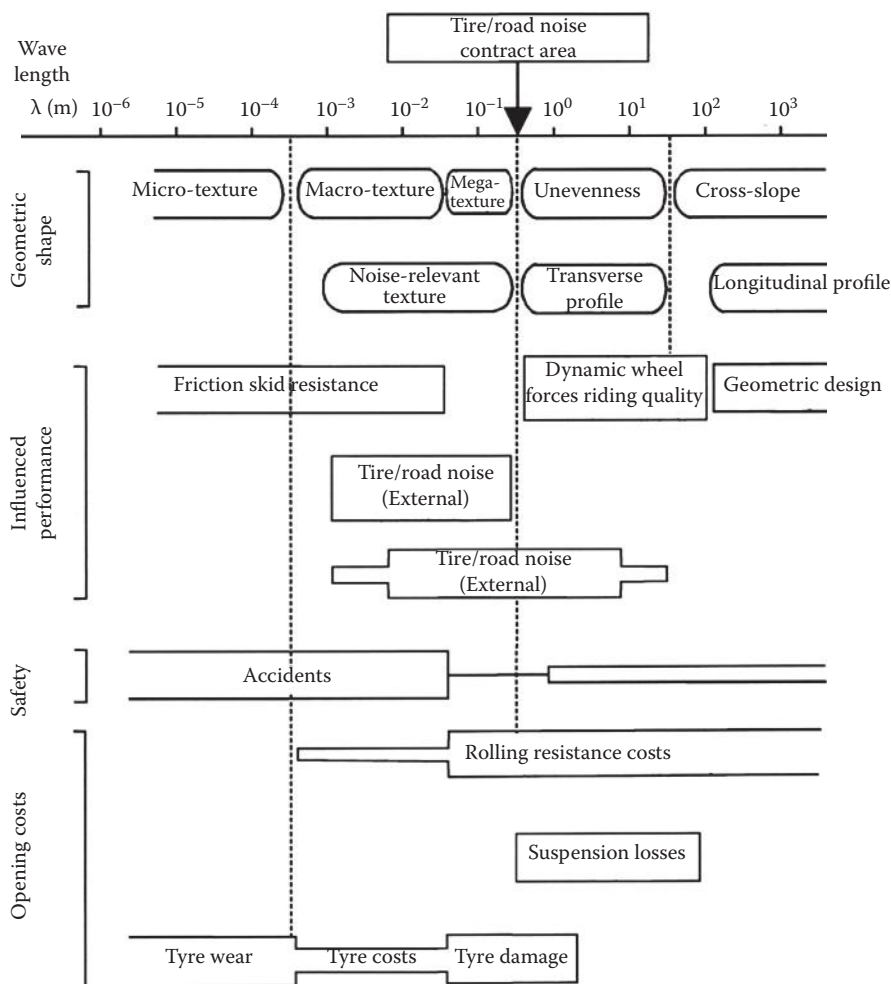 Tire/road noise
contract area
Wave
length
λ (m) 10⁻⁶ 10⁻⁵ 10⁻⁴ 10⁻³ 10⁻² 10⁻¹ 10⁰ 10¹ 10² 10³
Geometric
shape
Micro-texture
Macro-texture
Mega-
texture
Unevenness
Cross-slope
Noise-relevant
texture
Transverse
profile
Longitudinal profile
Influenced
performance
Friction skid resistance
Dynamic wheel
forces riding quality
Geometric design
Tire/road noise
(External)
Tire/road noise
(External)
Safety
Accidents
Opening costs
Rolling resistance costs
Suspension losses
Tyre wear
Tyre costs
Tyre damage